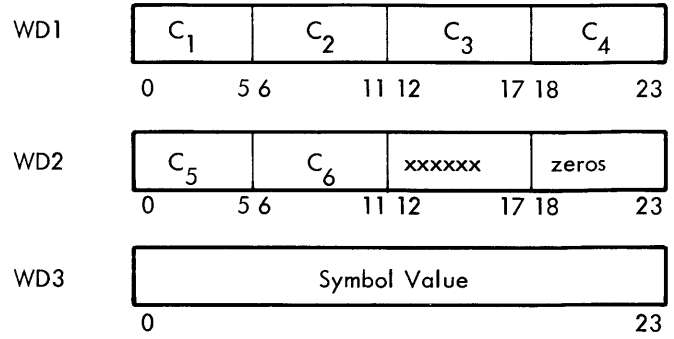 WD1 C1 C2 C3 C4
0 5 6 11 12 17 18 23
WD2 C5 C6 xxxxxx zeros
0 5 6 11 12 17 18 23
WD3 Symbol Value
0 23